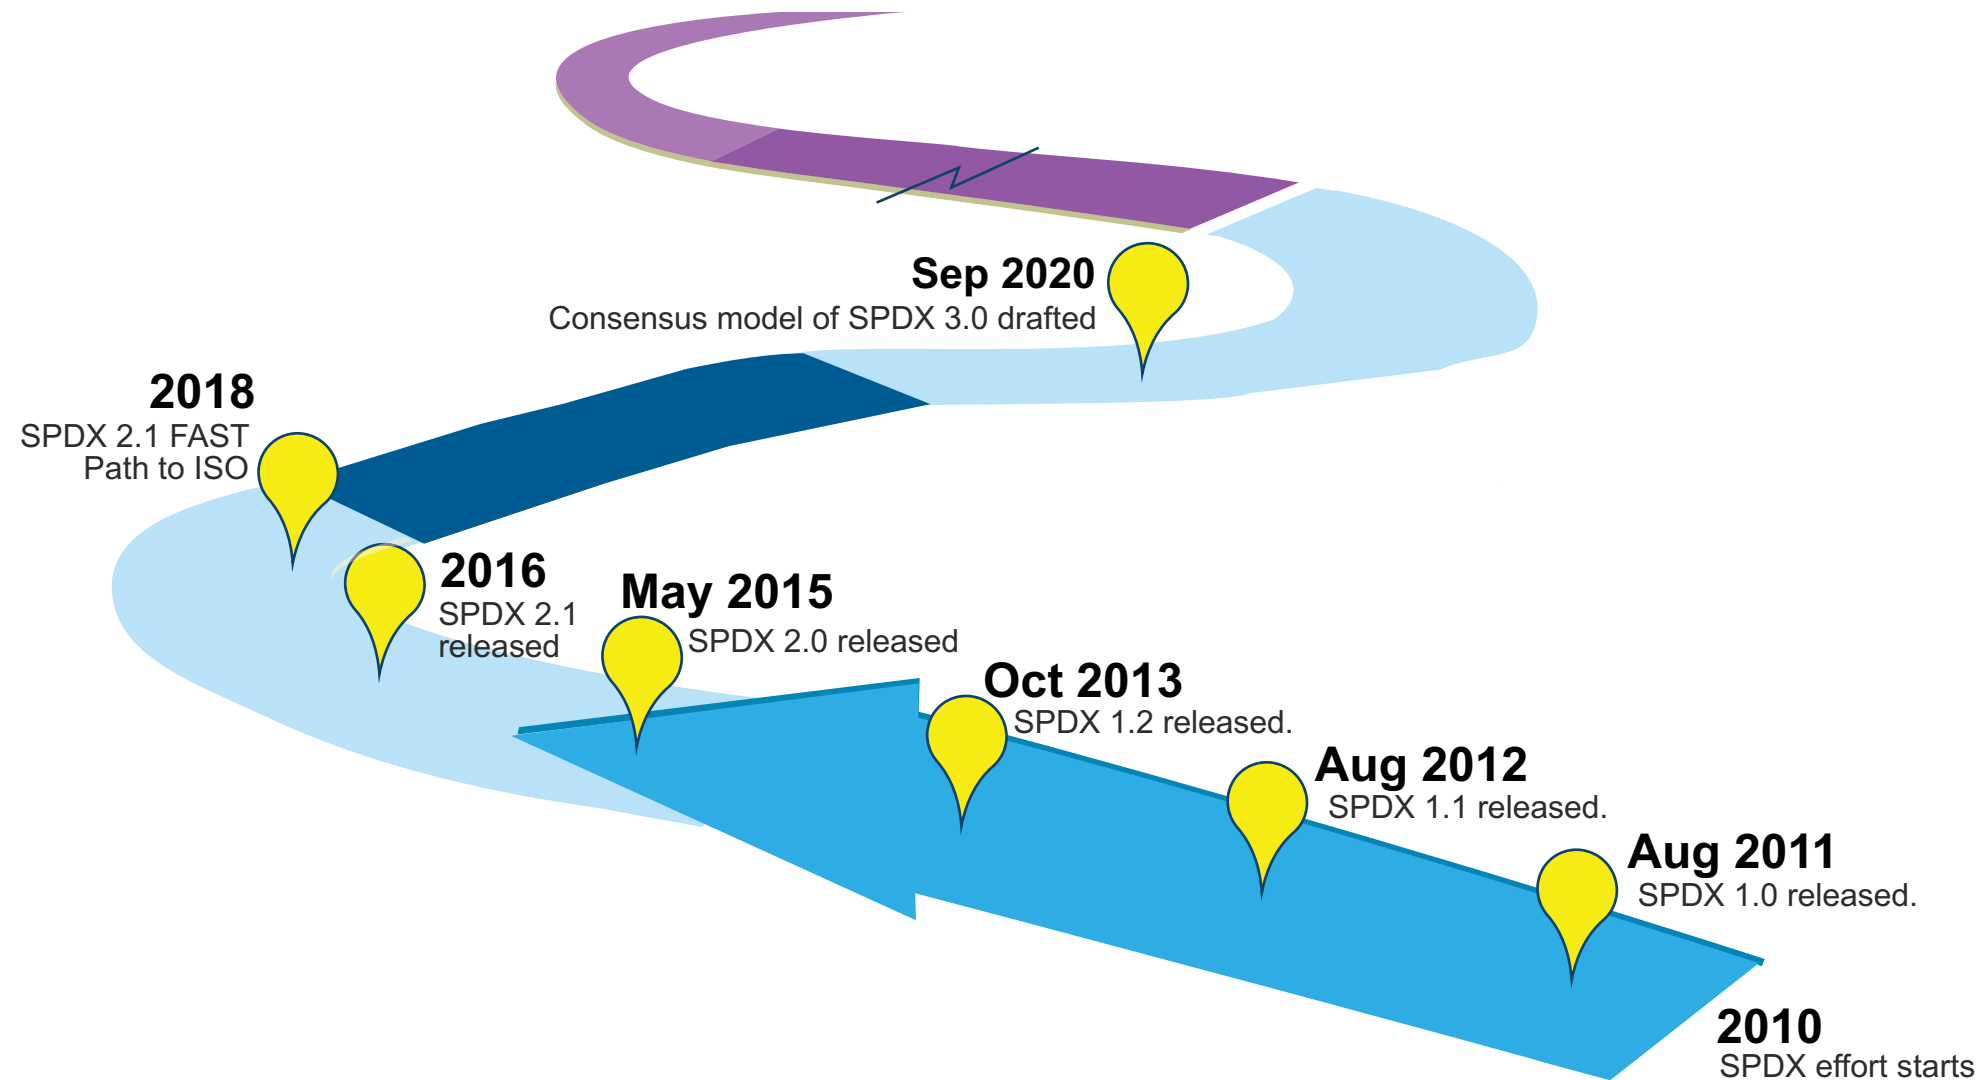 Sep 2020
Consensus model of SPDX 3.0 drafted
2018
SPDX 2.1 FAST
Path to ISO
2016
SPDX 2.1
released
May 2015
SPDX 2.0 released
Oct 2013
SPDX 1.2 released.
Aug 2012
SPDX 1.1 released.
Aug 2011
SPDX 1.0 released.
2010
SPDX effort starts